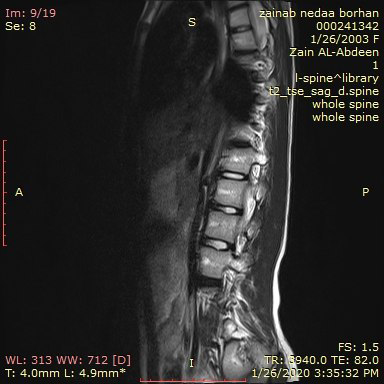 Im: 9/19
Se: 8
S
zainab nedaa borhan
000241342
1/26/2003 F
Zain AL-Abdeen
1
l-spine^library
t2_tse_sag_d.spine
whole spine
whole spine
A
P
WL: 313 WW: 712 [D]
T: 4.0mm L: 4.9mm*
I
FS: 1.5
TR: 3940.0 TE: 82.0
1/26/2020 3:35:32 PM